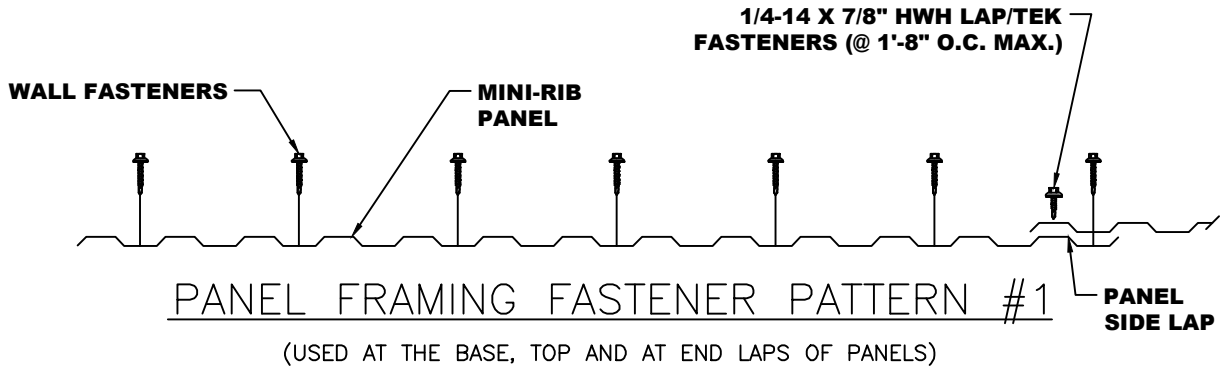 1/4-14 X 7/8" HWH LAP/TEK
FASTENERS (@ 1'-8" O.C. MAX.)
WALL FASTENERS
MINI-RIB
PANEL
PANEL FRAMING FASTENER PATTERN #1
PANEL
SIDE LAP
(USED AT THE BASE, TOP AND AT END LAPS OF PANELS)